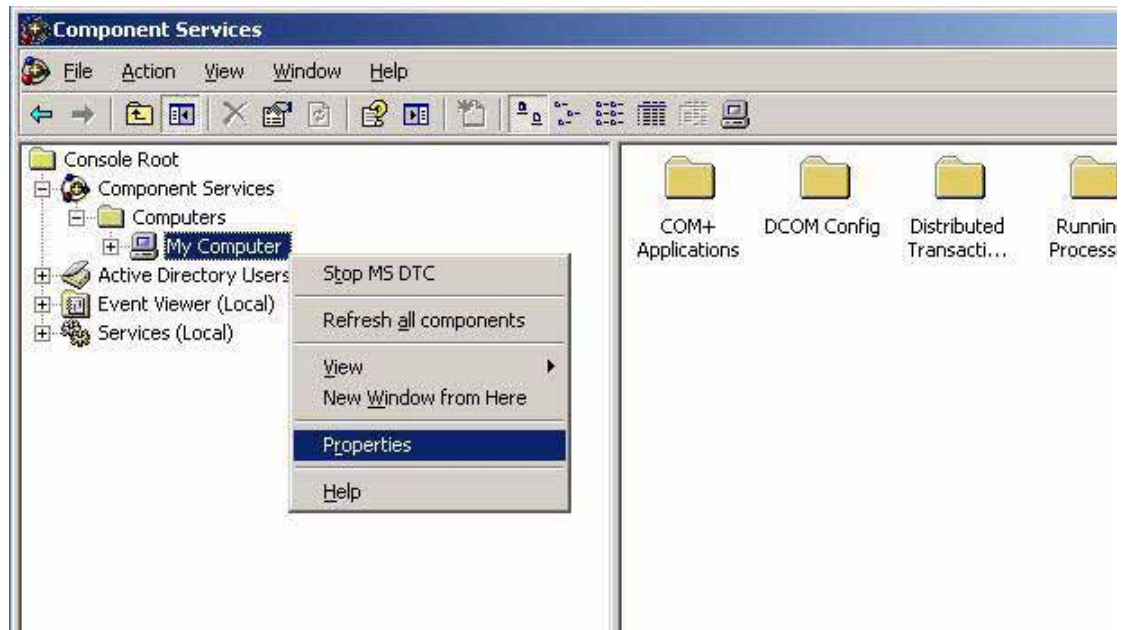 Component Services
File Action View Window Help
Console Root
Component Services
Computers
My Computer
Active Directory Users
Event Viewer (Local)
Services (Local)
Stop MS DTC
Refresh all components
View
New Window from Here
Properties
Help
COM+
Applications
DCOM Config
Distributed
Transacti...
Runnin
Process